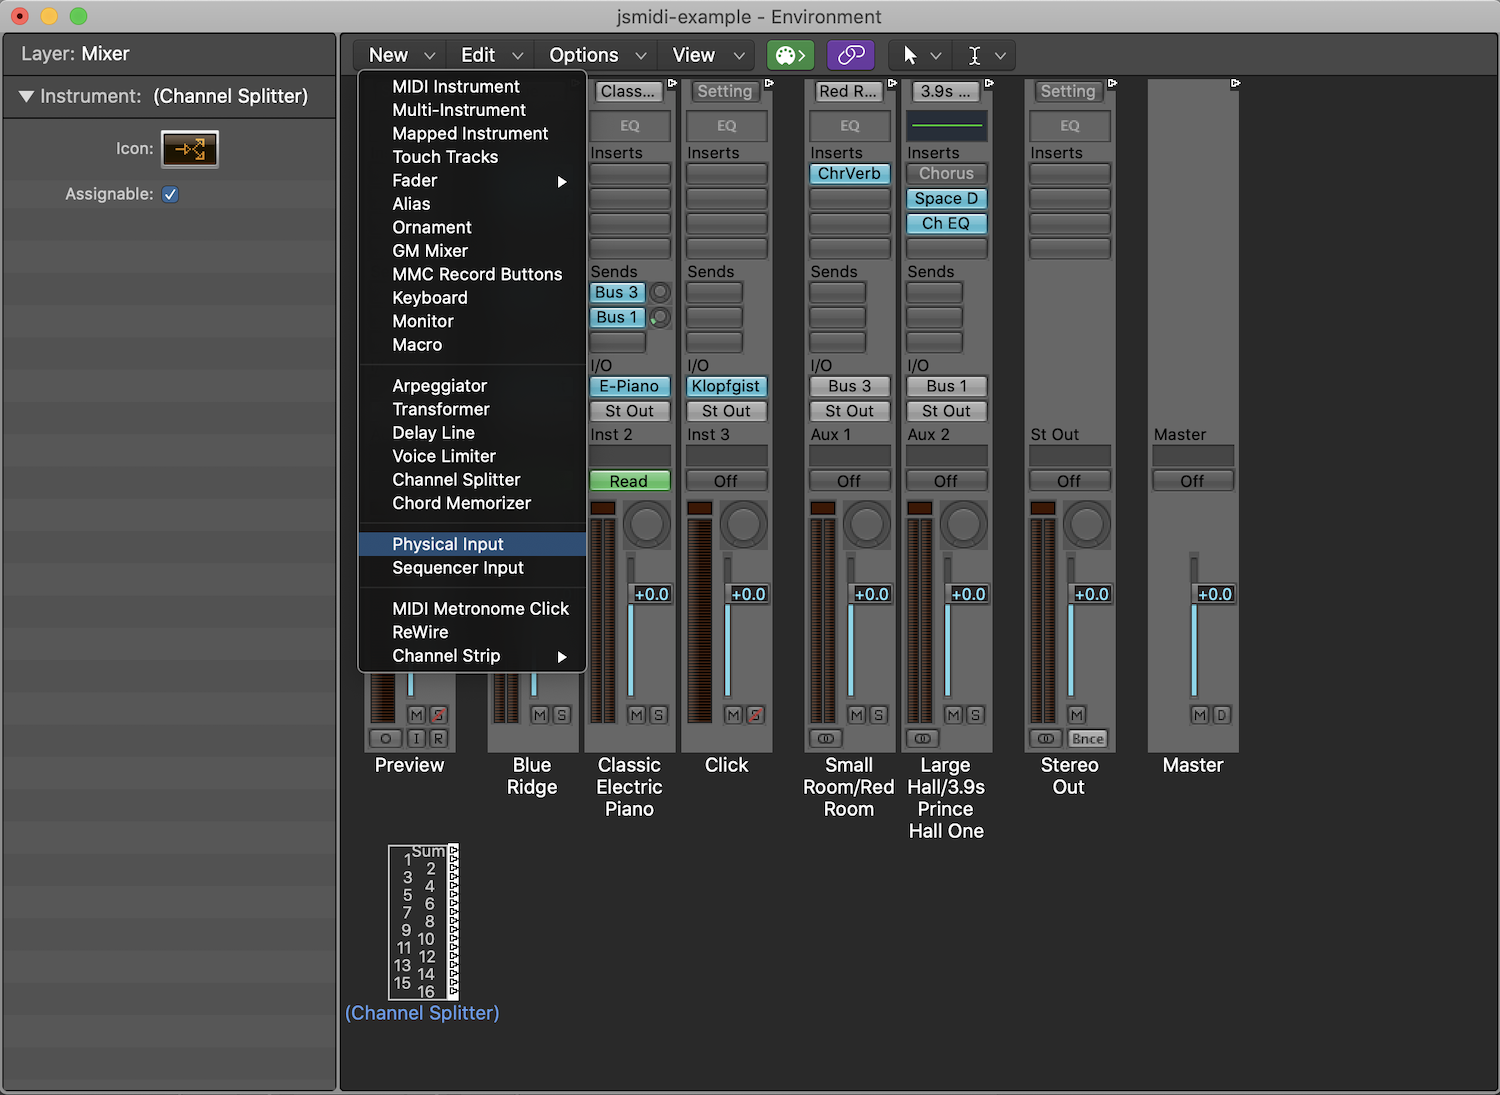 jsmidi-example - Environment
Layer: Mixer
Instrument: (Channel Splitter)
Icon:
Assignable:
New Edit Options View
MIDI Instrument
Multi-Instrument
Mapped Instrument
Touch Tracks
Fader
Alias
Ornament
GM Mixer
MMC Record Buttons
Keyboard
Monitor
Macro
Arpeggiator
Transformer
Delay Line
Voice Limiter
Channel Splitter
Chord Memorizer
Physical Input
Sequencer Input
MIDI Metronome Click
ReWire
Channel Strip
Class... Setting Red R... 3.9s ... Setting
EQ EQ EQ EQ
Inserts Inserts Inserts Inserts Inserts
ChrVerb Chorus
Space D
Ch EQ
Sends Sends Sends Sends
Bus 3
Bus 1
I/O I/O I/O I/O
E-Piano Klopfgist Bus 3 Bus 1
St Out St Out St Out St Out
Inst 2 Inst 3 Aux 1 Aux 2 St Out Master
Read Off Off Off Off Off
+0.0 +0.0 +0.0 +0.0 +0.0 +0.0
M S M S M S M S M S M S M M D
O I R Bnce
Preview
Blue
Ridge
Classic
Electric
Piano
Click
Small
Room/Red
Room
Large
Hall/3.9s
Prince
Hall One
Stereo
Out
Master
Sum
1
2
3
4
5
6
7
8
9
10
11
12
13
14
15
16
(Channel Splitter)